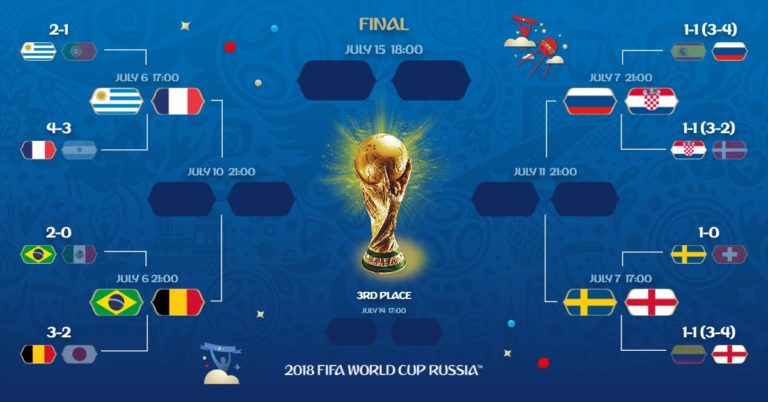 FINAL
JULY 15 18:00
2-1
JULY 6 17:00
4-3
JULY 10 21:00
2-0
JULY 6 21:00
3-2
1-1 (3-4)
JULY 7 21:00
1-1 (3-2)
JULY 11 21:00
1-0
JULY 7 17:00
1-1 (3-4)
3RD PLACE
JULY 14 17:00
2018 FIFA WORLD CUP RUSSIA™